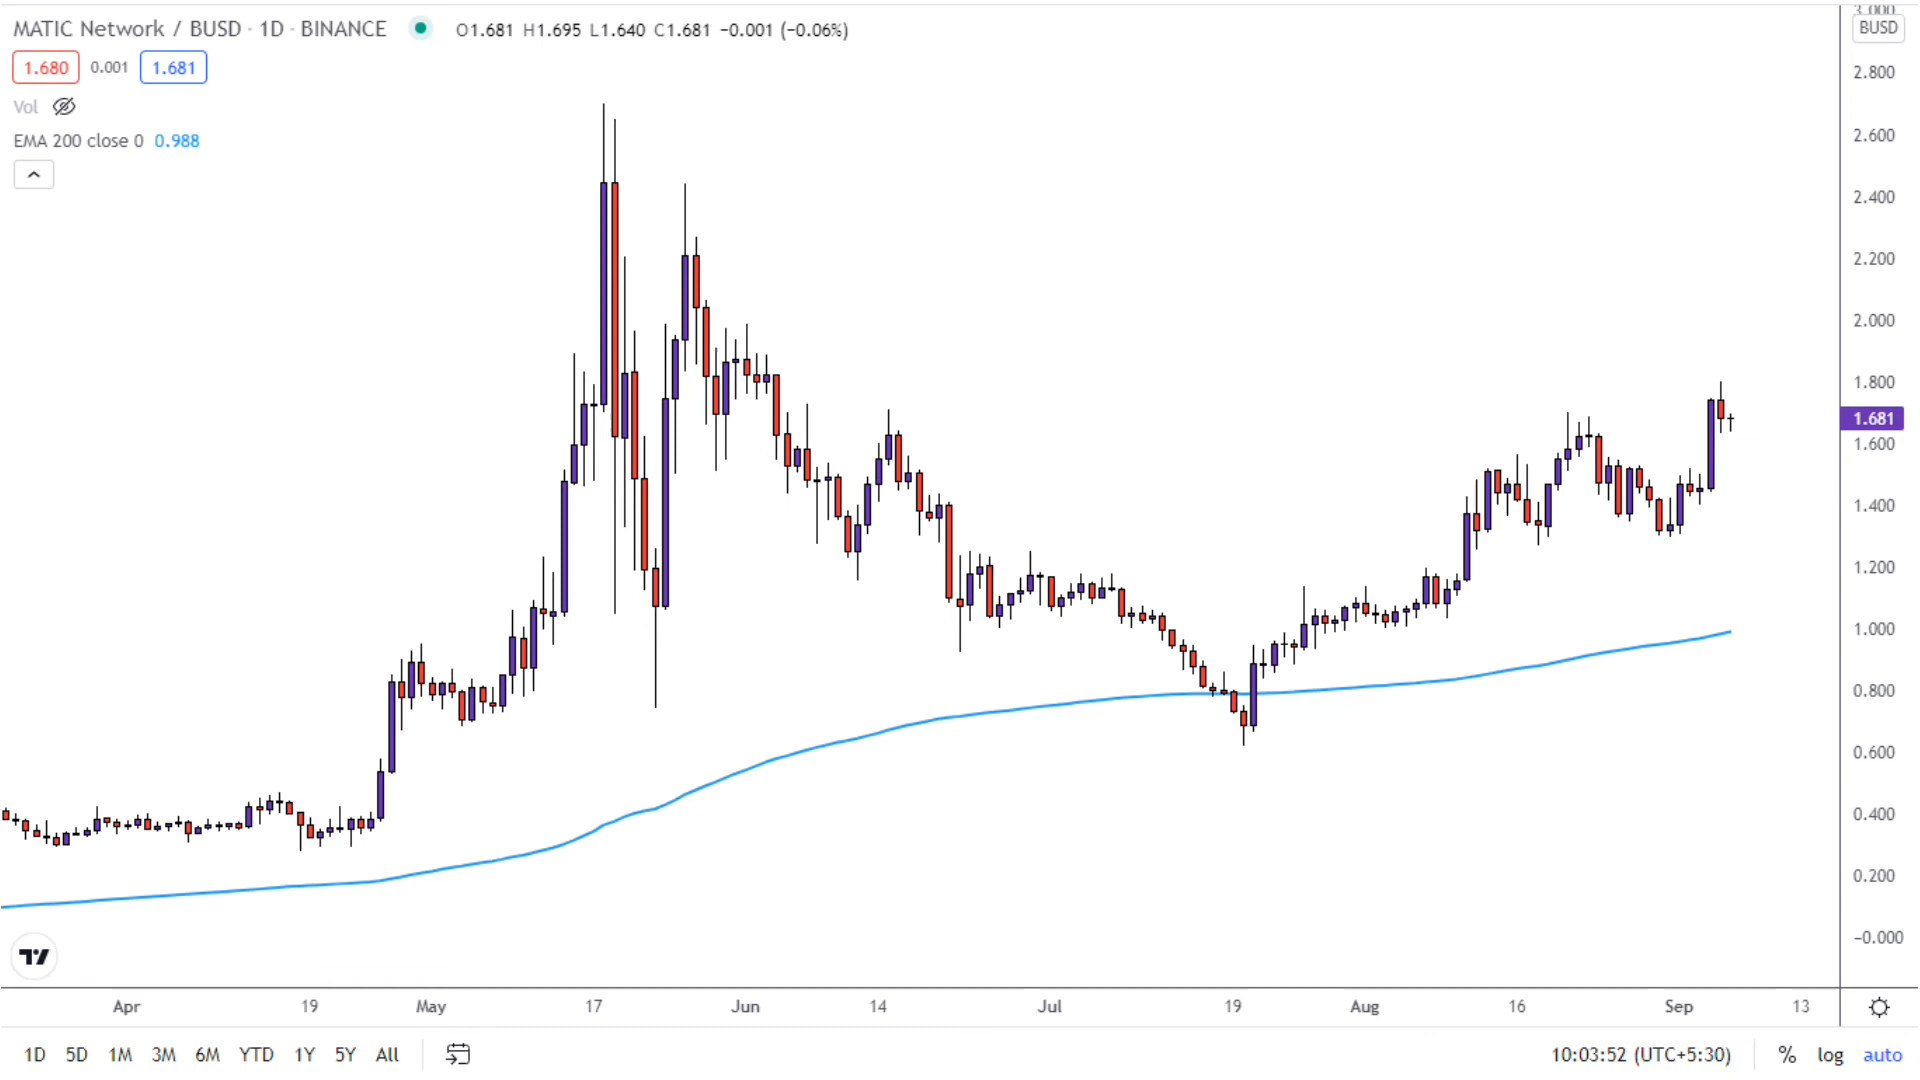 MATIC Network / BUSD · 1D · BINANCE O1.681 H1.695 L1.640 C1.681 −0.001 (−0.06%)
1.680 0.001 1.681
Vol
EMA 200 close 0 0.988
3.000
BUSD
2.800
2.600
2.400
2.200
2.000
1.800
1.681
1.600
1.400
1.200
1.000
0.800
0.600
0.400
0.200
−0.000
Apr 19 May 17 Jun 14 Jul 19 Aug 16 Sep 13
1D 5D 1M 3M 6M YTD 1Y 5Y All 10:03:52 (UTC+5:30) % log auto